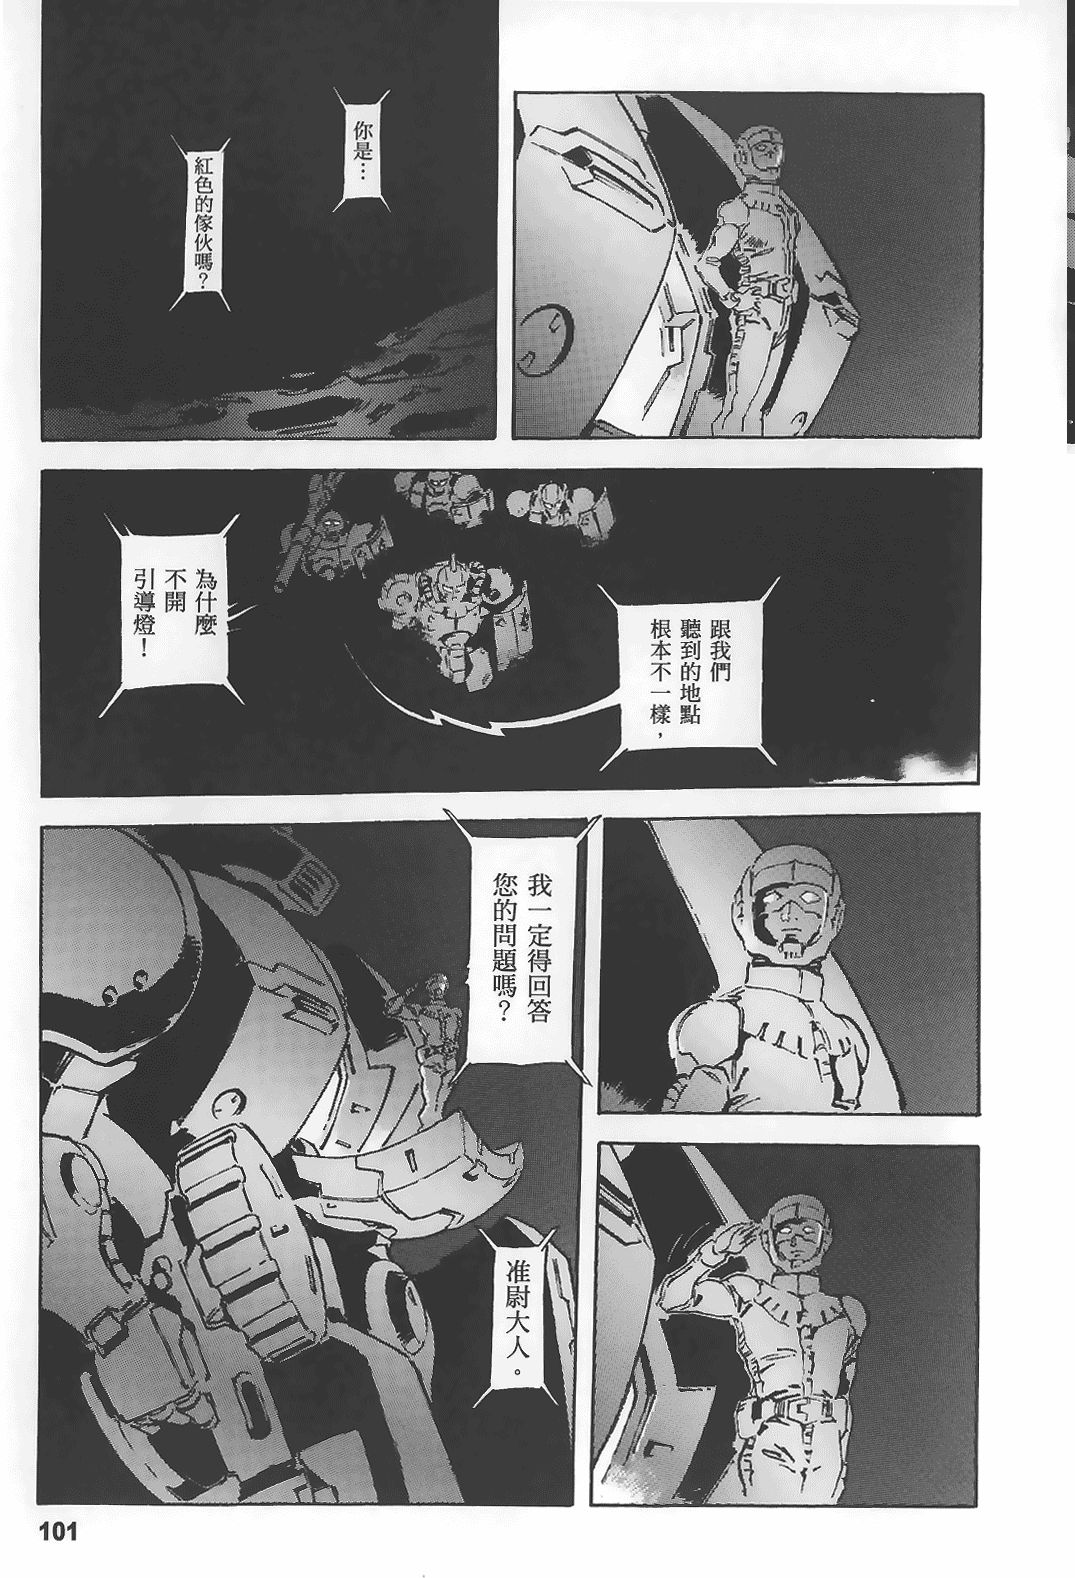 你是…
紅色的傢伙嗎？
跟我們
聽到的地點
根本不一樣，
為什麼
不開
引導燈！
我一定得回答
您的問題嗎？
准尉大人。
101